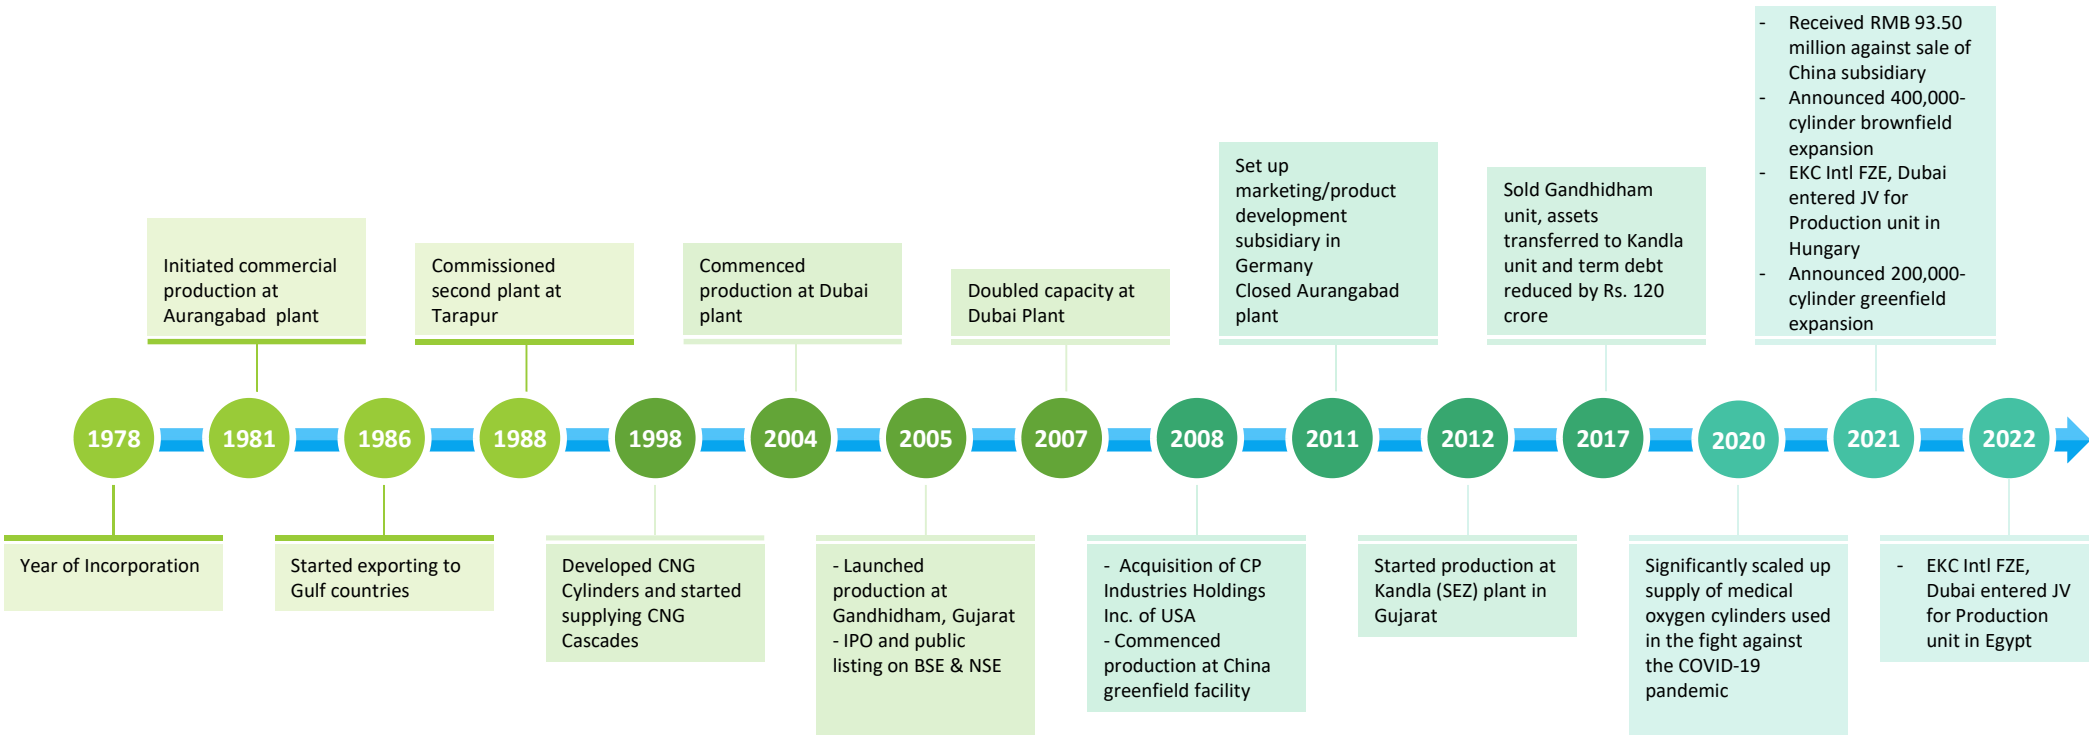 - Received RMB 93.50
million against sale of
China subsidiary
- Announced 400,000-
cylinder brownfield
expansion
- EKC Intl FZE, Dubai
entered JV for
Production unit in
Hungary
- Announced 200,000-
cylinder greenfield
expansion
Initiated commercial
production at
Aurangabad plant
Commissioned
second plant at
Tarapur
Commenced
production at Dubai
plant
Doubled capacity at
Dubai Plant
Set up
marketing/product
development
subsidiary in
Germany
Closed Aurangabad
plant
Sold Gandhidham
unit, assets
transferred to Kandla
unit and term debt
reduced by Rs. 120
crore
1978
1981
1986
1988
1998
2004
2005
2007
2008
2011
2012
2017
2020
2021
2022
Year of Incorporation
Started exporting to
Gulf countries
Developed CNG
Cylinders and started
supplying CNG
Cascades
- Launched
production at
Gandhidham, Gujarat
- IPO and public
listing on BSE & NSE
- Acquisition of CP
Industries Holdings
Inc. of USA
- Commenced
production at China
greenfield facility
Started production at
Kandla (SEZ) plant in
Gujarat
Significantly scaled up
supply of medical
oxygen cylinders used
in the fight against
the COVID-19
pandemic
- EKC Intl FZE,
Dubai entered JV
for Production
unit in Egypt